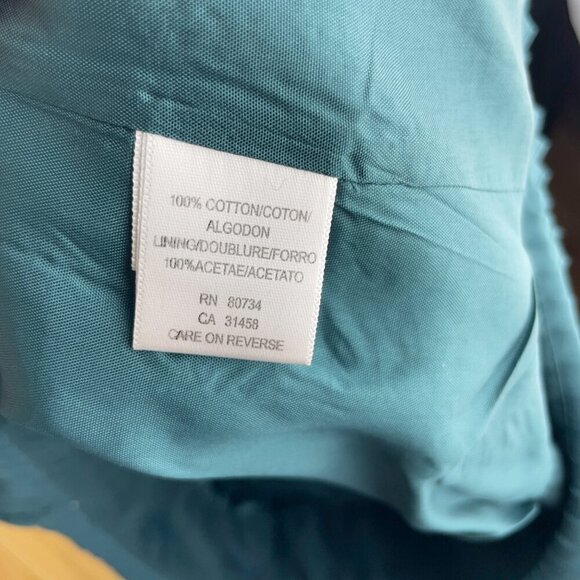 100% COTTON/COTON/
ALGODON
LINING/DOUBLURE/FORRO
100%ACETAE/ACETATO
RN 80734
CA 31458
CARE ON REVERSE